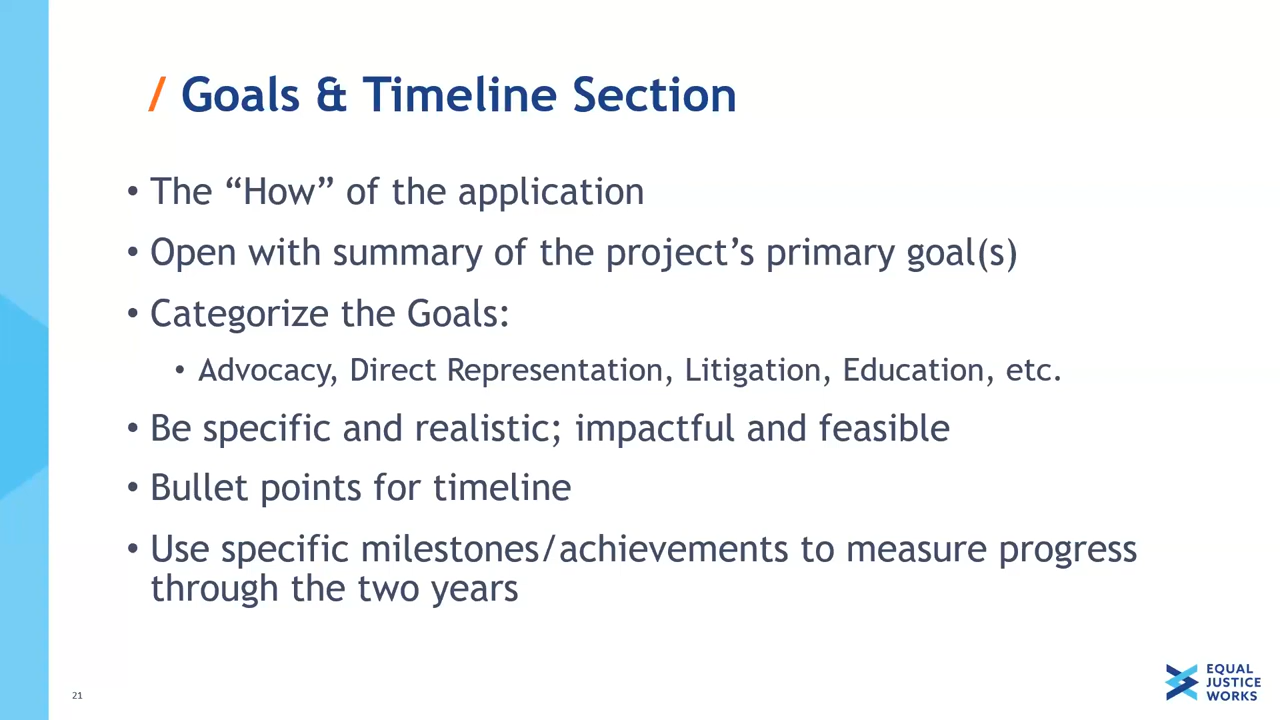 / Goals & Timeline Section
• The “How” of the application
• Open with summary of the project’s primary goal(s)
• Categorize the Goals:
• Advocacy, Direct Representation, Litigation, Education, etc.
• Be specific and realistic; impactful and feasible
• Bullet points for timeline
• Use specific milestones/achievements to measure progress
through the two years
21
EQUAL
JUSTICE
WORKS